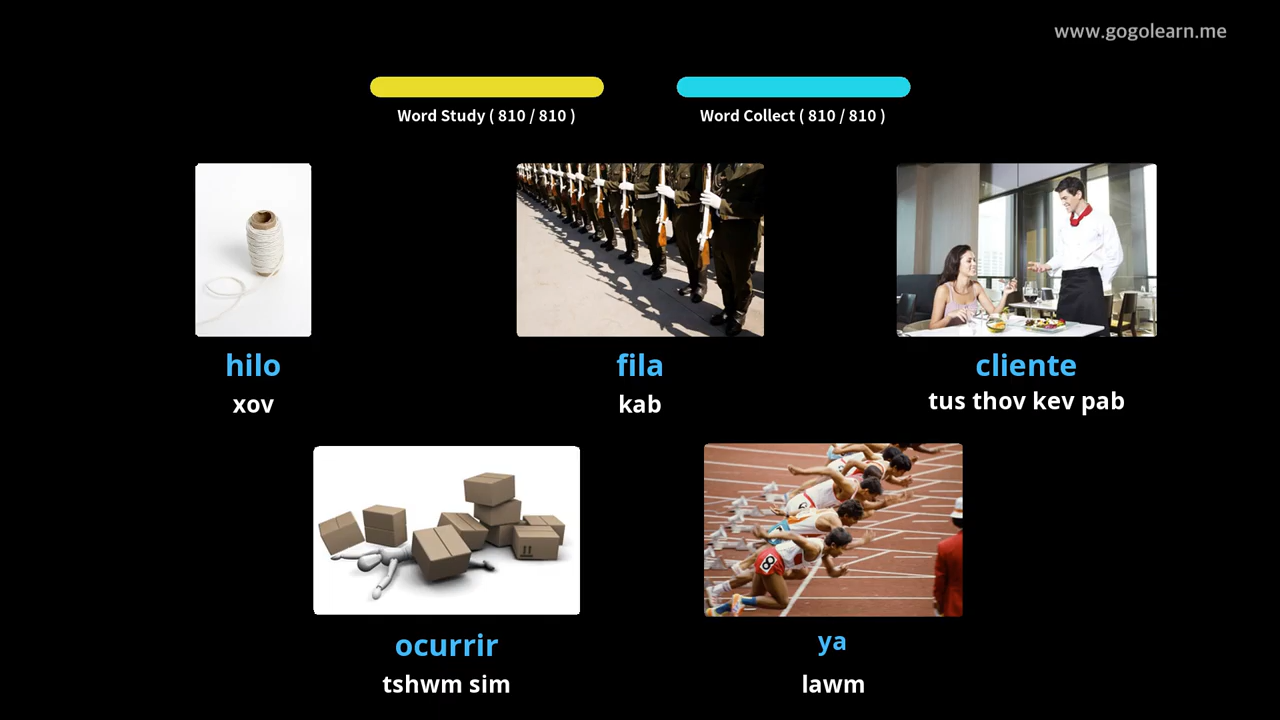 www.gogolearn.me
Word Study ( 810 / 810 )
Word Collect ( 810 / 810 )
hilo
xov
fila
kab
cliente
tus thov kev pab
ocurrir
tshwm sim
ya
lawm